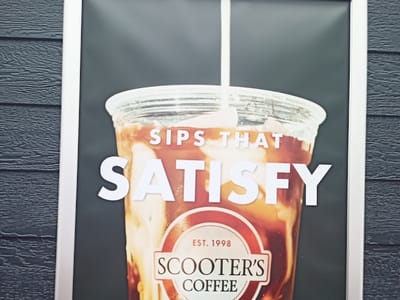 SIPS THAT
SATISFY
EST. 1998
SCOOTER'S
COFFEE